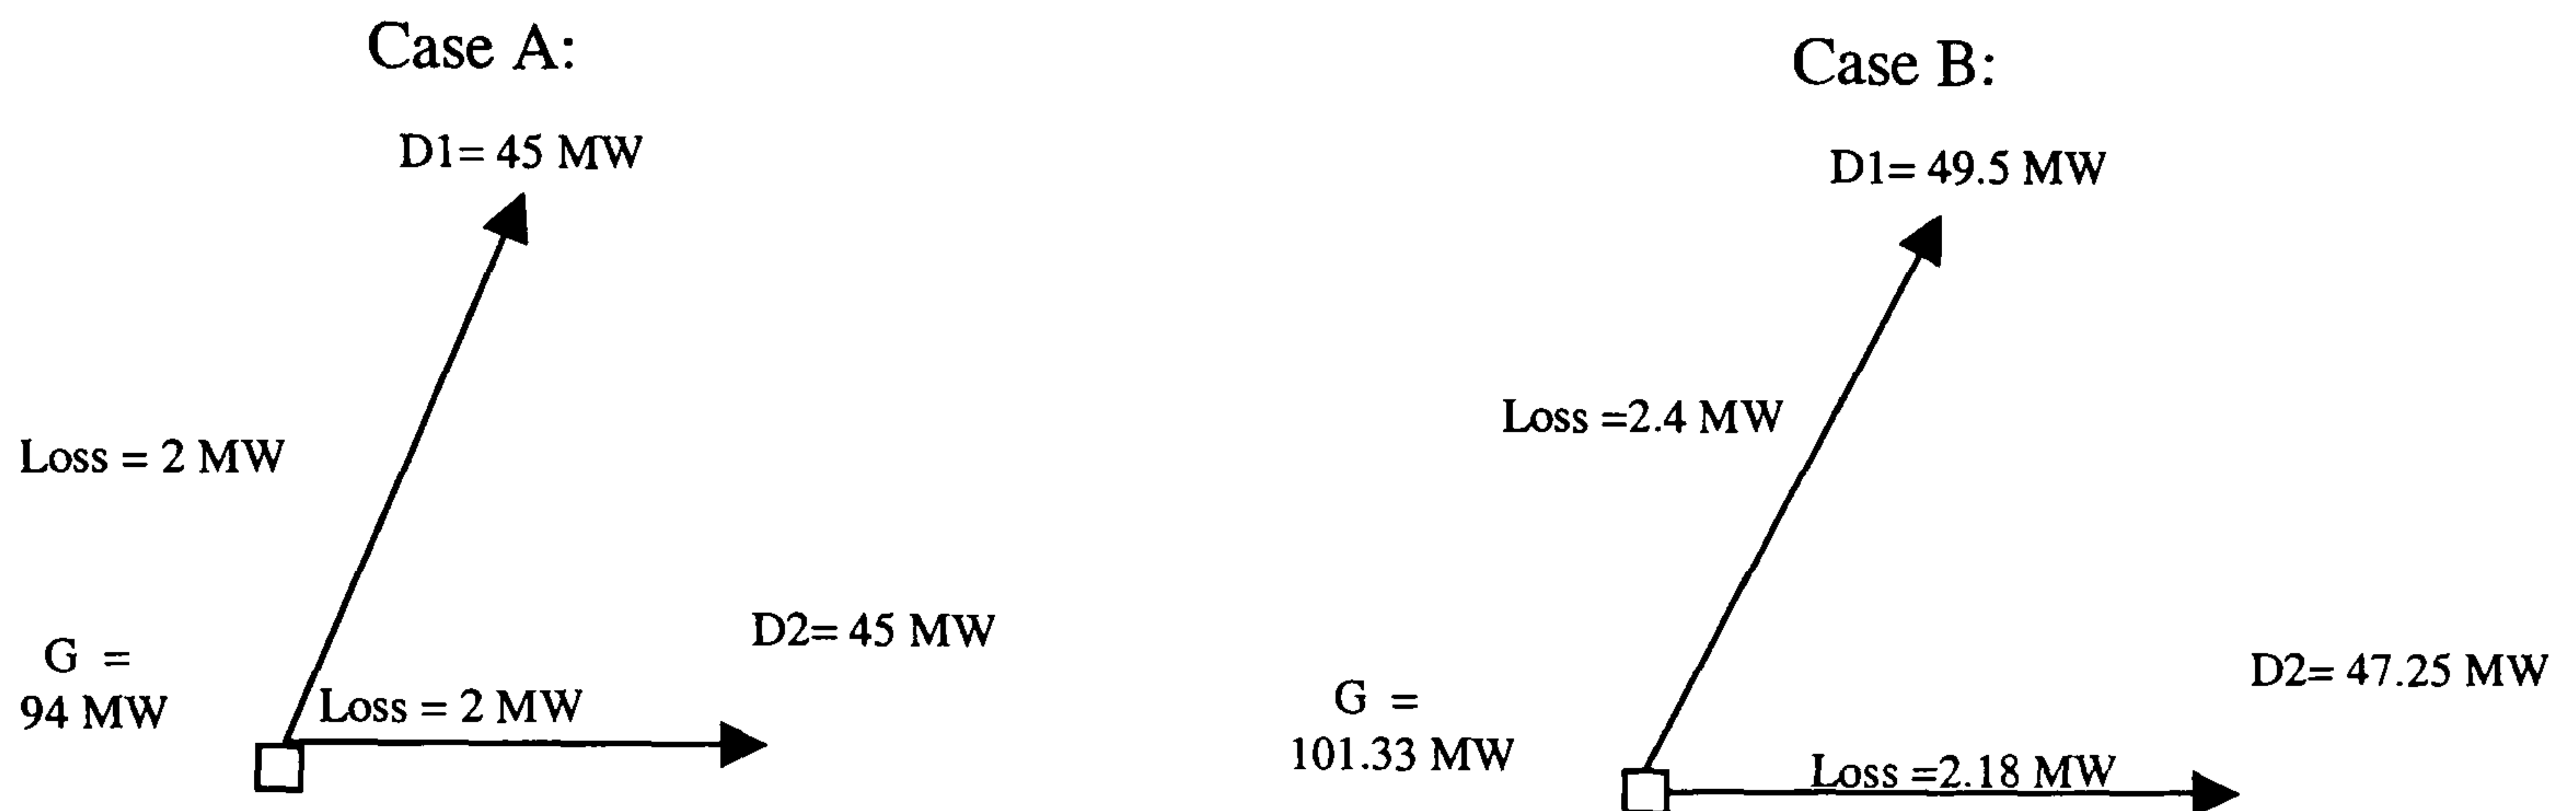 Case A:
D1= 45 MW
Loss = 2 MW
D2= 45 MW
G =
94 MW
Loss = 2 MW
Case B:
D1= 49.5 MW
Loss =2.4 MW
D2= 47.25 MW
G =
101.33 MW
Loss =2.18 MW